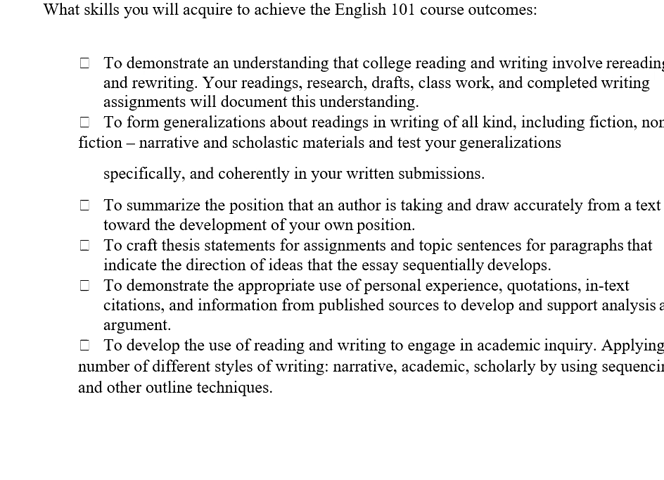 What skills you will acquire to achieve the English 101 course outcomes:
☐ To demonstrate an understanding that college reading and writing involve rereading
and rewriting. Your readings, research, drafts, class work, and completed writing
assignments will document this understanding.
☐ To form generalizations about readings in writing of all kind, including fiction, non
fiction – narrative and scholastic materials and test your generalizations
specifically, and coherently in your written submissions.
☐ To summarize the position that an author is taking and draw accurately from a text
toward the development of your own position.
☐ To craft thesis statements for assignments and topic sentences for paragraphs that
indicate the direction of ideas that the essay sequentially develops.
☐ To demonstrate the appropriate use of personal experience, quotations, in-text
citations, and information from published sources to develop and support analysis
argument.
☐ To develop the use of reading and writing to engage in academic inquiry. Applying
number of different styles of writing: narrative, academic, scholarly by using
and other outline techniques.